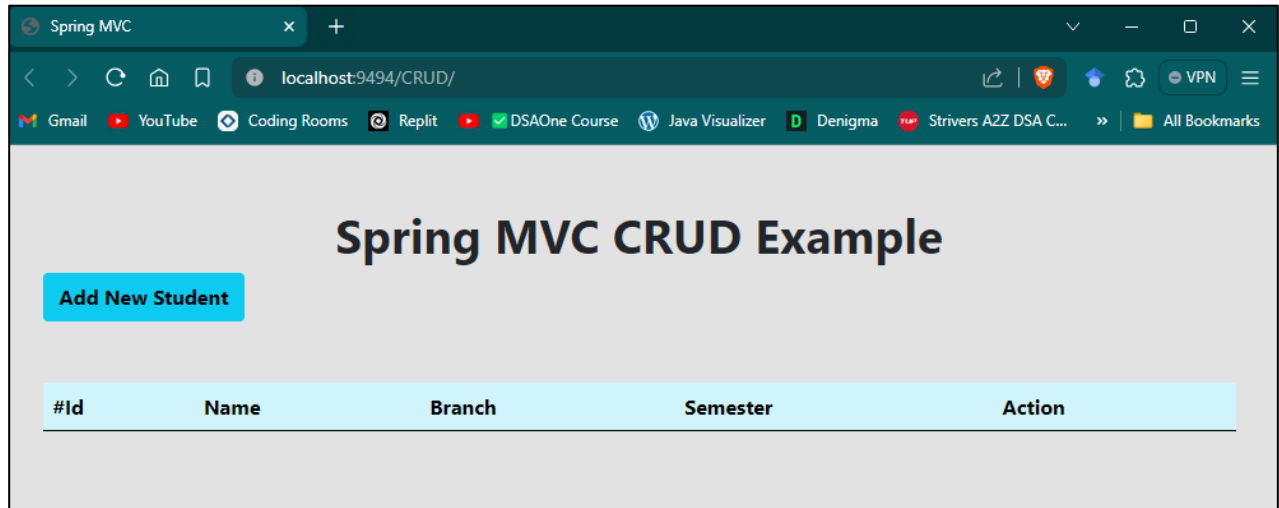 Spring MVC
localhost:9494/CRUD/
VPN
Gmail YouTube Coding Rooms Replit DSAOne Course Java Visualizer D Denigma TUF Strivers A2Z DSA C... » All Bookmarks
Spring MVC CRUD Example
Add New Student
#Id Name Branch Semester Action